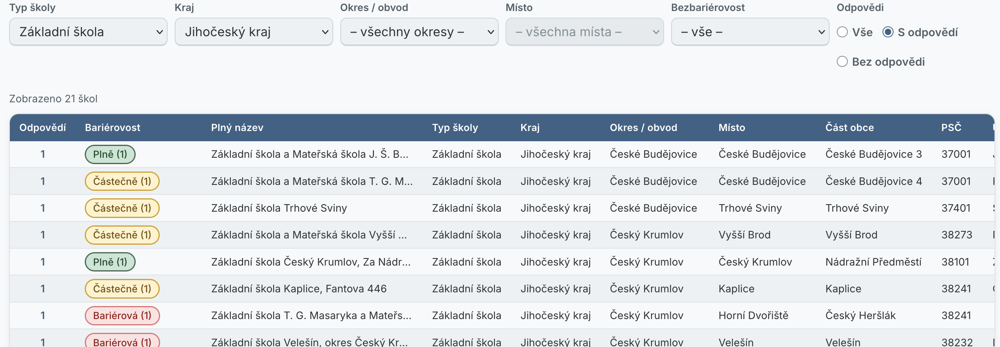 Typ školy Kraj Okres / obvod Místo Bezbariérovost Odpovědi
Základní škola Jihočeský kraj – všechny okresy – – všechna místa – – vše – Vše S odpovědí
Bez odpovědi
Zobrazeno 21 škol
Odpovědí Bariérovost Plný název Typ školy Kraj Okres / obvod Místo Část obce PSČ
1 Plně (1) Základní škola a Mateřská škola J. Š. B... Základní škola Jihočeský kraj České Budějovice České Budějovice České Budějovice 3 37001
1 Částečně (1) Základní škola a Mateřská škola T. G. M... Základní škola Jihočeský kraj České Budějovice České Budějovice České Budějovice 4 37001
1 Částečně (1) Základní škola Trhové Sviny Základní škola Jihočeský kraj České Budějovice Trhové Sviny Trhové Sviny 37401
1 Částečně (1) Základní škola a Mateřská škola Vyšší ... Základní škola Jihočeský kraj Český Krumlov Vyšší Brod Vyšší Brod 38273
1 Plně (1) Základní škola Český Krumlov, Za Nádr... Základní škola Jihočeský kraj Český Krumlov Český Krumlov Nádražní Předměstí 38101
1 Částečně (1) Základní škola Kaplice, Fantova 446 Základní škola Jihočeský kraj Český Krumlov Kaplice Kaplice 38241
1 Bariérová (1) Základní škola T. G. Masaryka a Mateřs... Základní škola Jihočeský kraj Český Krumlov Horní Dvořiště Český Heršlák 38241
1 Bariérová (1) Základní škola Velešín, okres Český Kr... Základní škola Jihočeský kraj Český Krumlov Velešín Velešín 38232